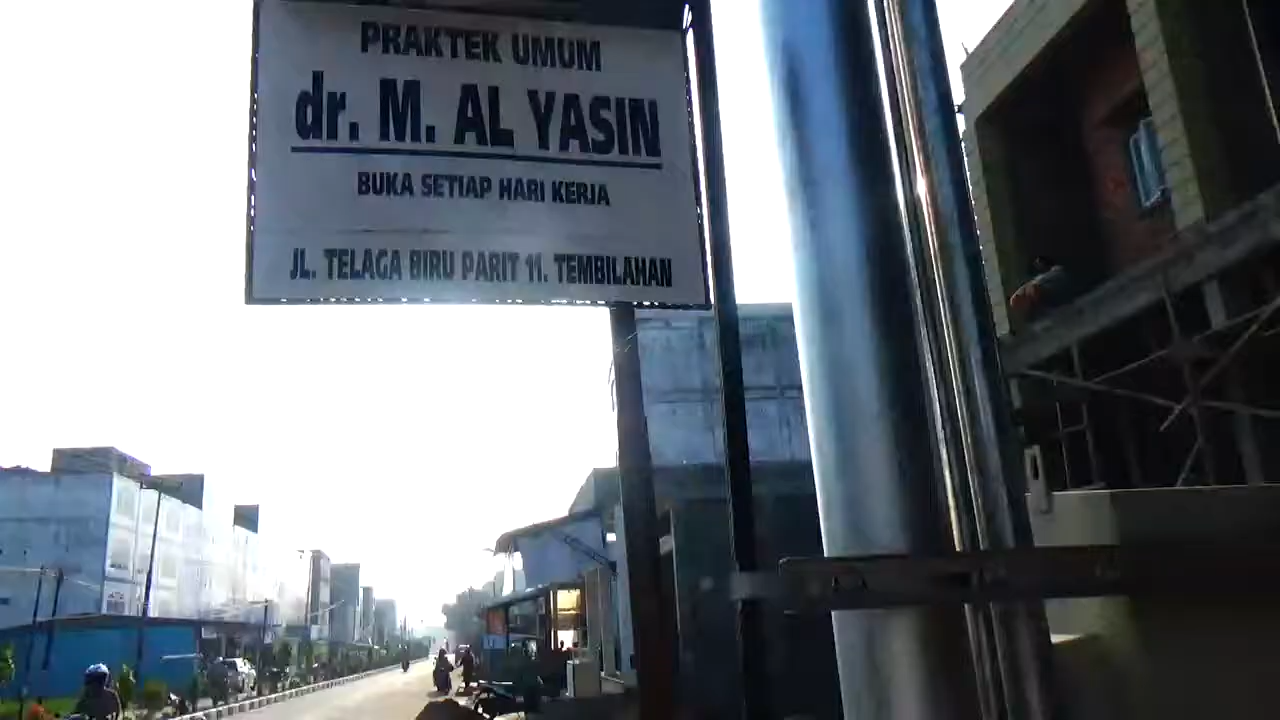 PRAKTEK UMUM
dr. M. AL YASIN
BUKA SETIAP HARI KERJA
JL. TELAGA BIRU PARIT 11. TEMBILAHAN